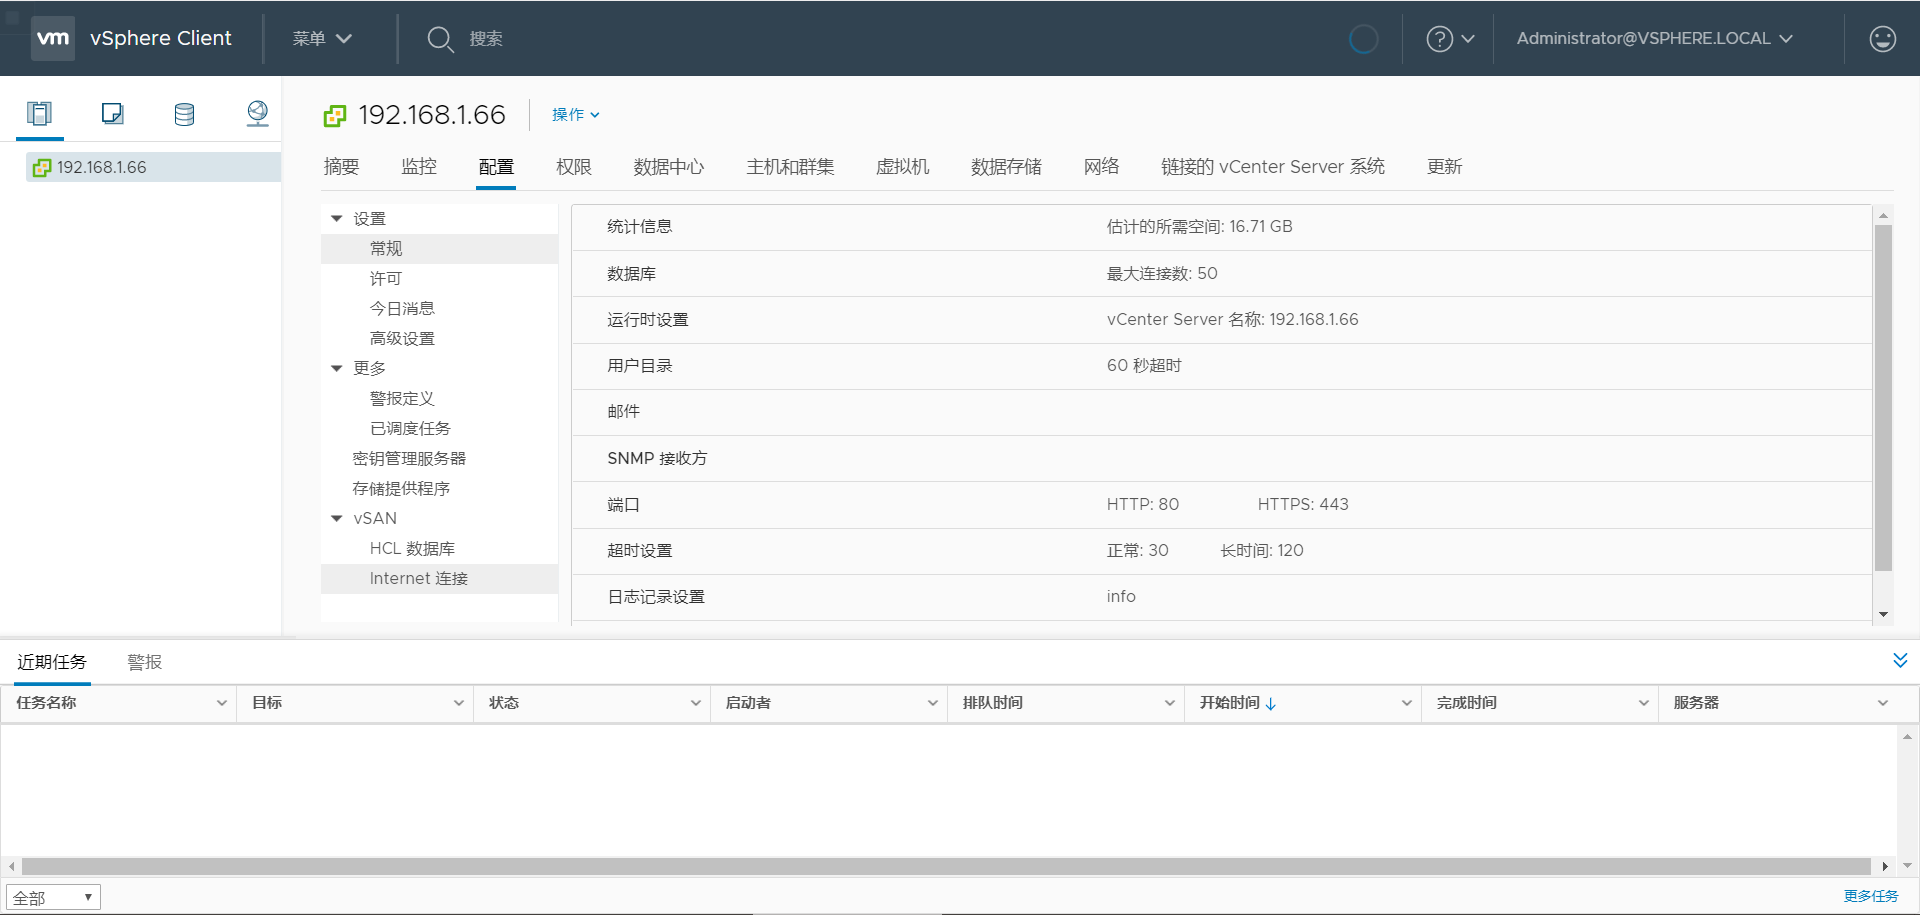 vm vSphere Client 菜单 搜索 ? Administrator@VSPHERE.LOCAL
192.168.1.66
192.168.1.66 操作
摘要 监控 配置 权限 数据中心 主机和群集 虚拟机 数据存储 网络 链接的 vCenter Server 系统 更新
设置
常规
许可
今日消息
高级设置
更多
警报定义
已调度任务
密钥管理服务器
存储提供程序
vSAN
HCL 数据库
Internet 连接
统计信息 估计的所需空间: 16.71 GB
数据库 最大连接数: 50
运行时设置 vCenter Server 名称: 192.168.1.66
用户目录 60 秒超时
邮件
SNMP 接收方
端口 HTTP: 80 HTTPS: 443
超时设置 正常: 30 长时间: 120
日志记录设置 info
近期任务 警报
任务名称 目标 状态 启动者 排队时间 开始时间 完成时间 服务器
全部 更多任务